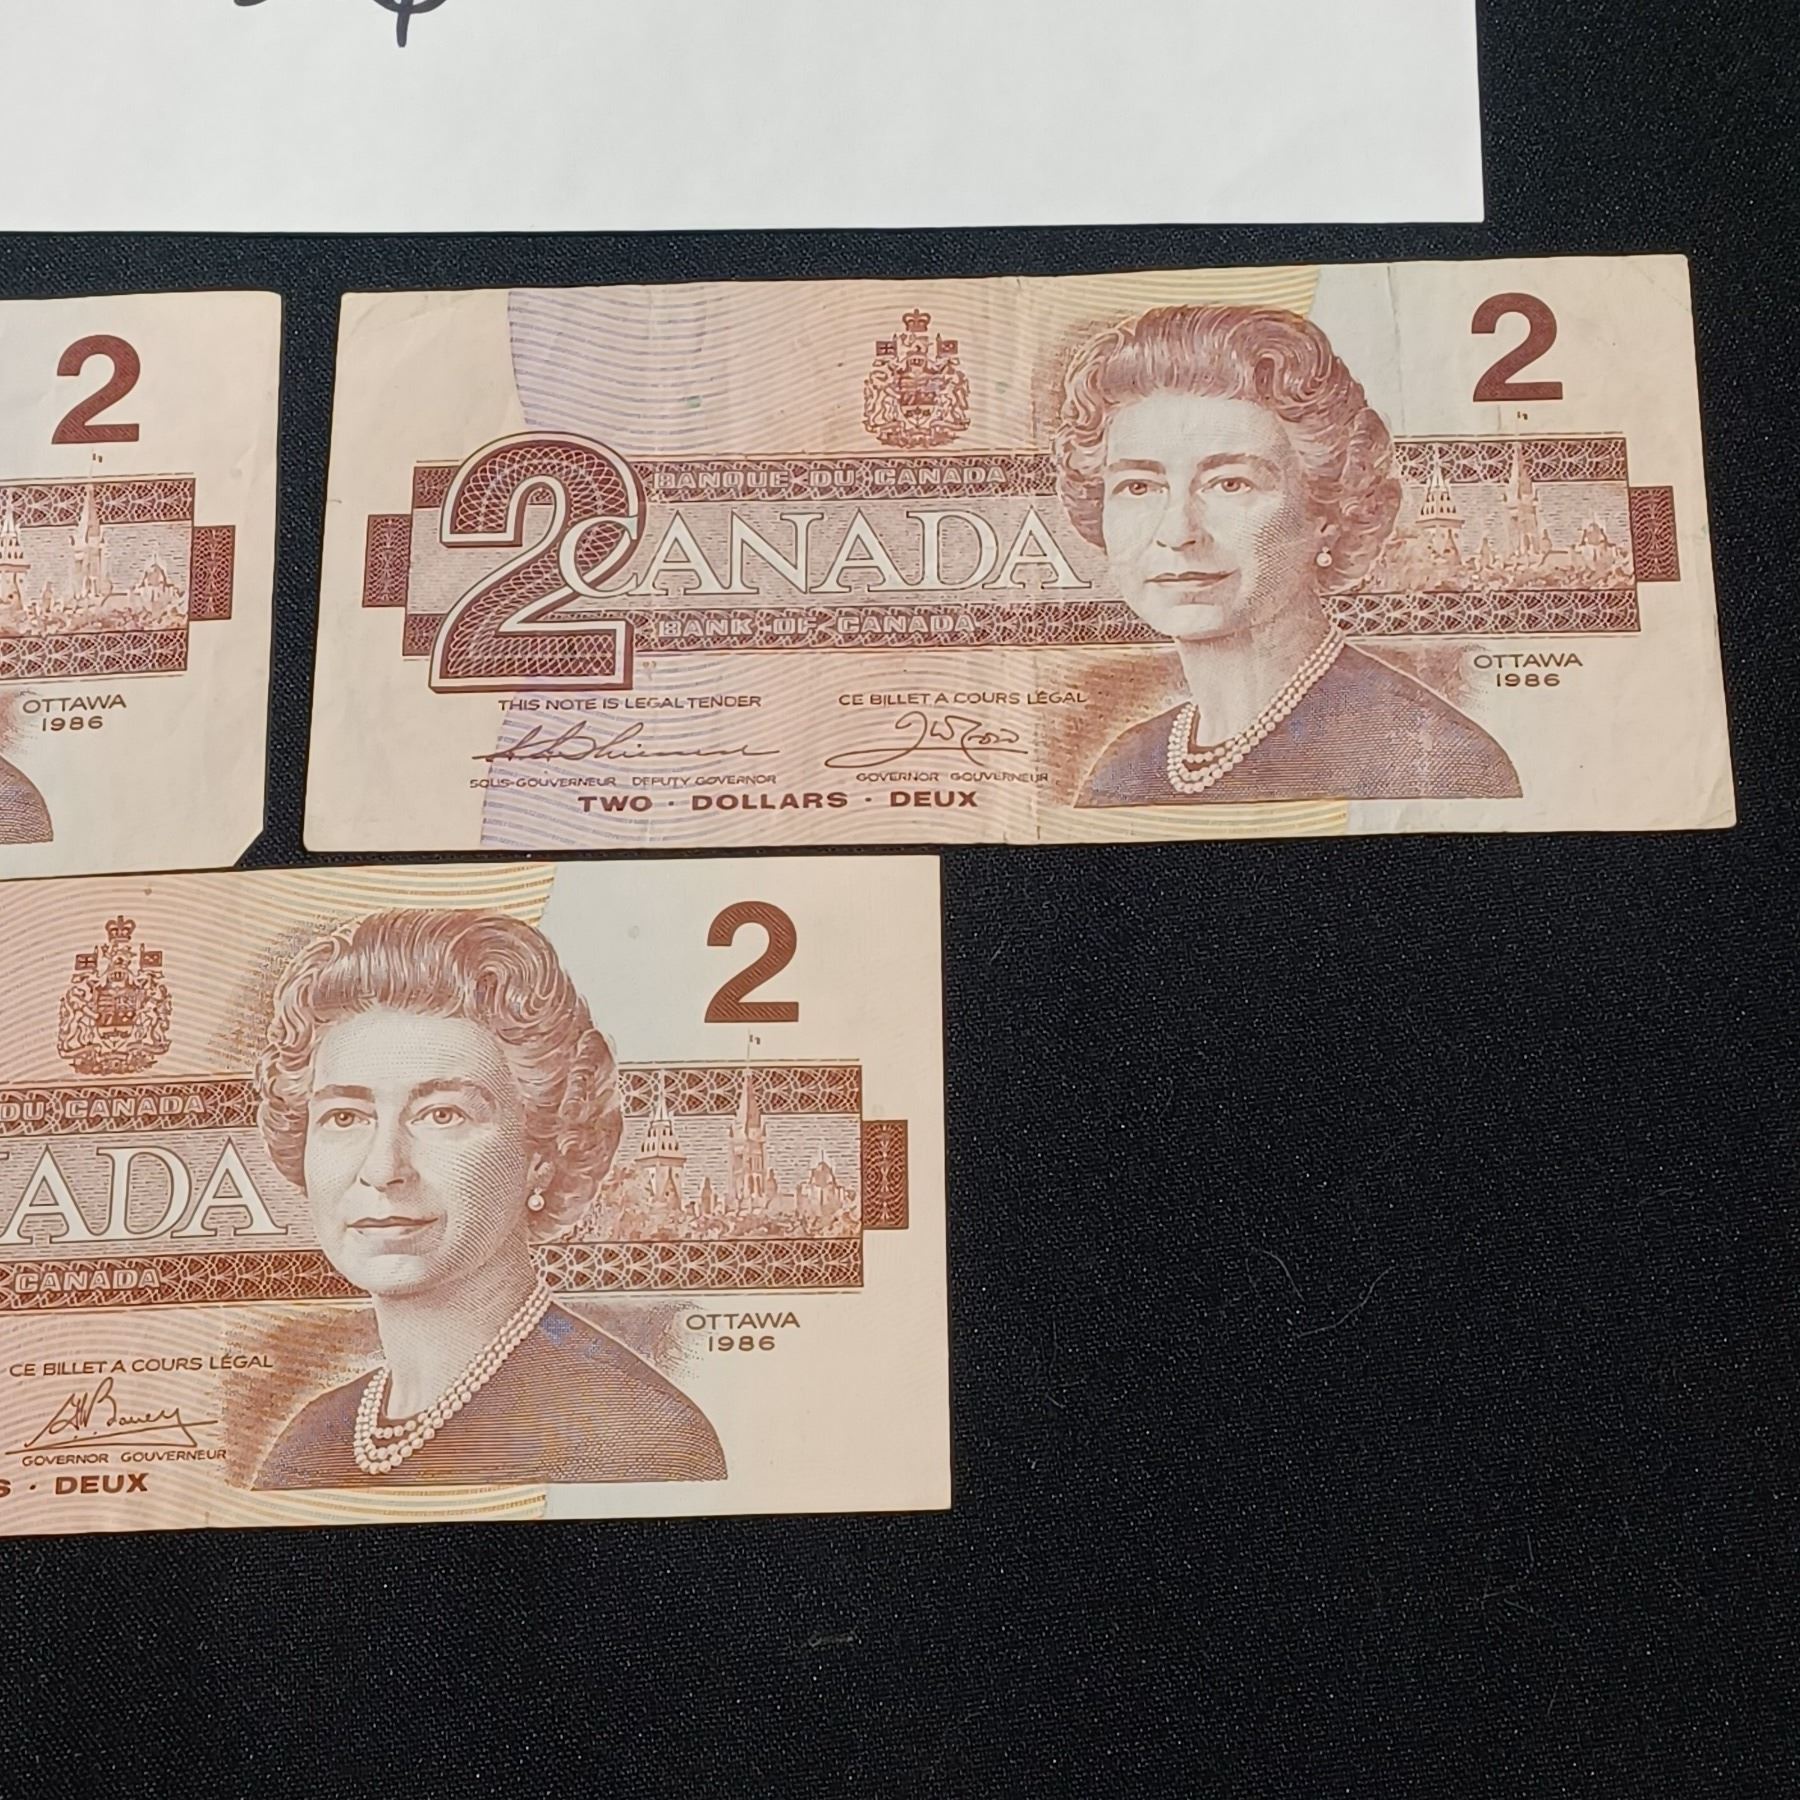 2
OTTAWA
1986
2
2
BANQUE DU CANADA
CANADA
BANK OF CANADA
THIS NOTE IS LEGAL TENDER
CE BILLET A COURS LÉGAL
SOUS-GOUVERNEUR DEPUTY GOVERNOR
GOVERNOR GOUVERNEUR
TWO · DOLLARS · DEUX
OTTAWA
1986
2
DU CANADA
ADA
CANADA
CE BILLET A COURS LÉGAL
GOVERNOR GOUVERNEUR
S · DEUX
OTTAWA
1986